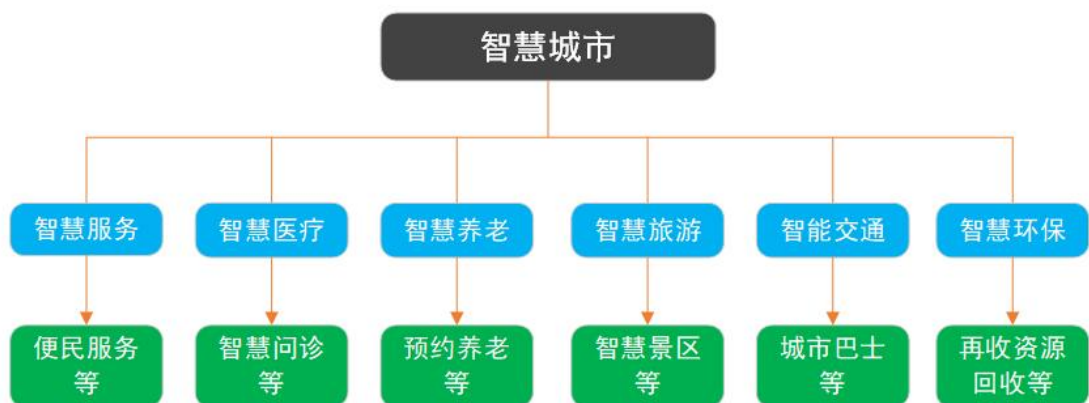 智慧城市
智慧服务
智慧医疗
智慧养老
智慧旅游
智能交通
智慧环保
便民服务
等
智慧问诊
等
预约养老
等
智慧景区
等
城市巴士
等
再收资源
回收等